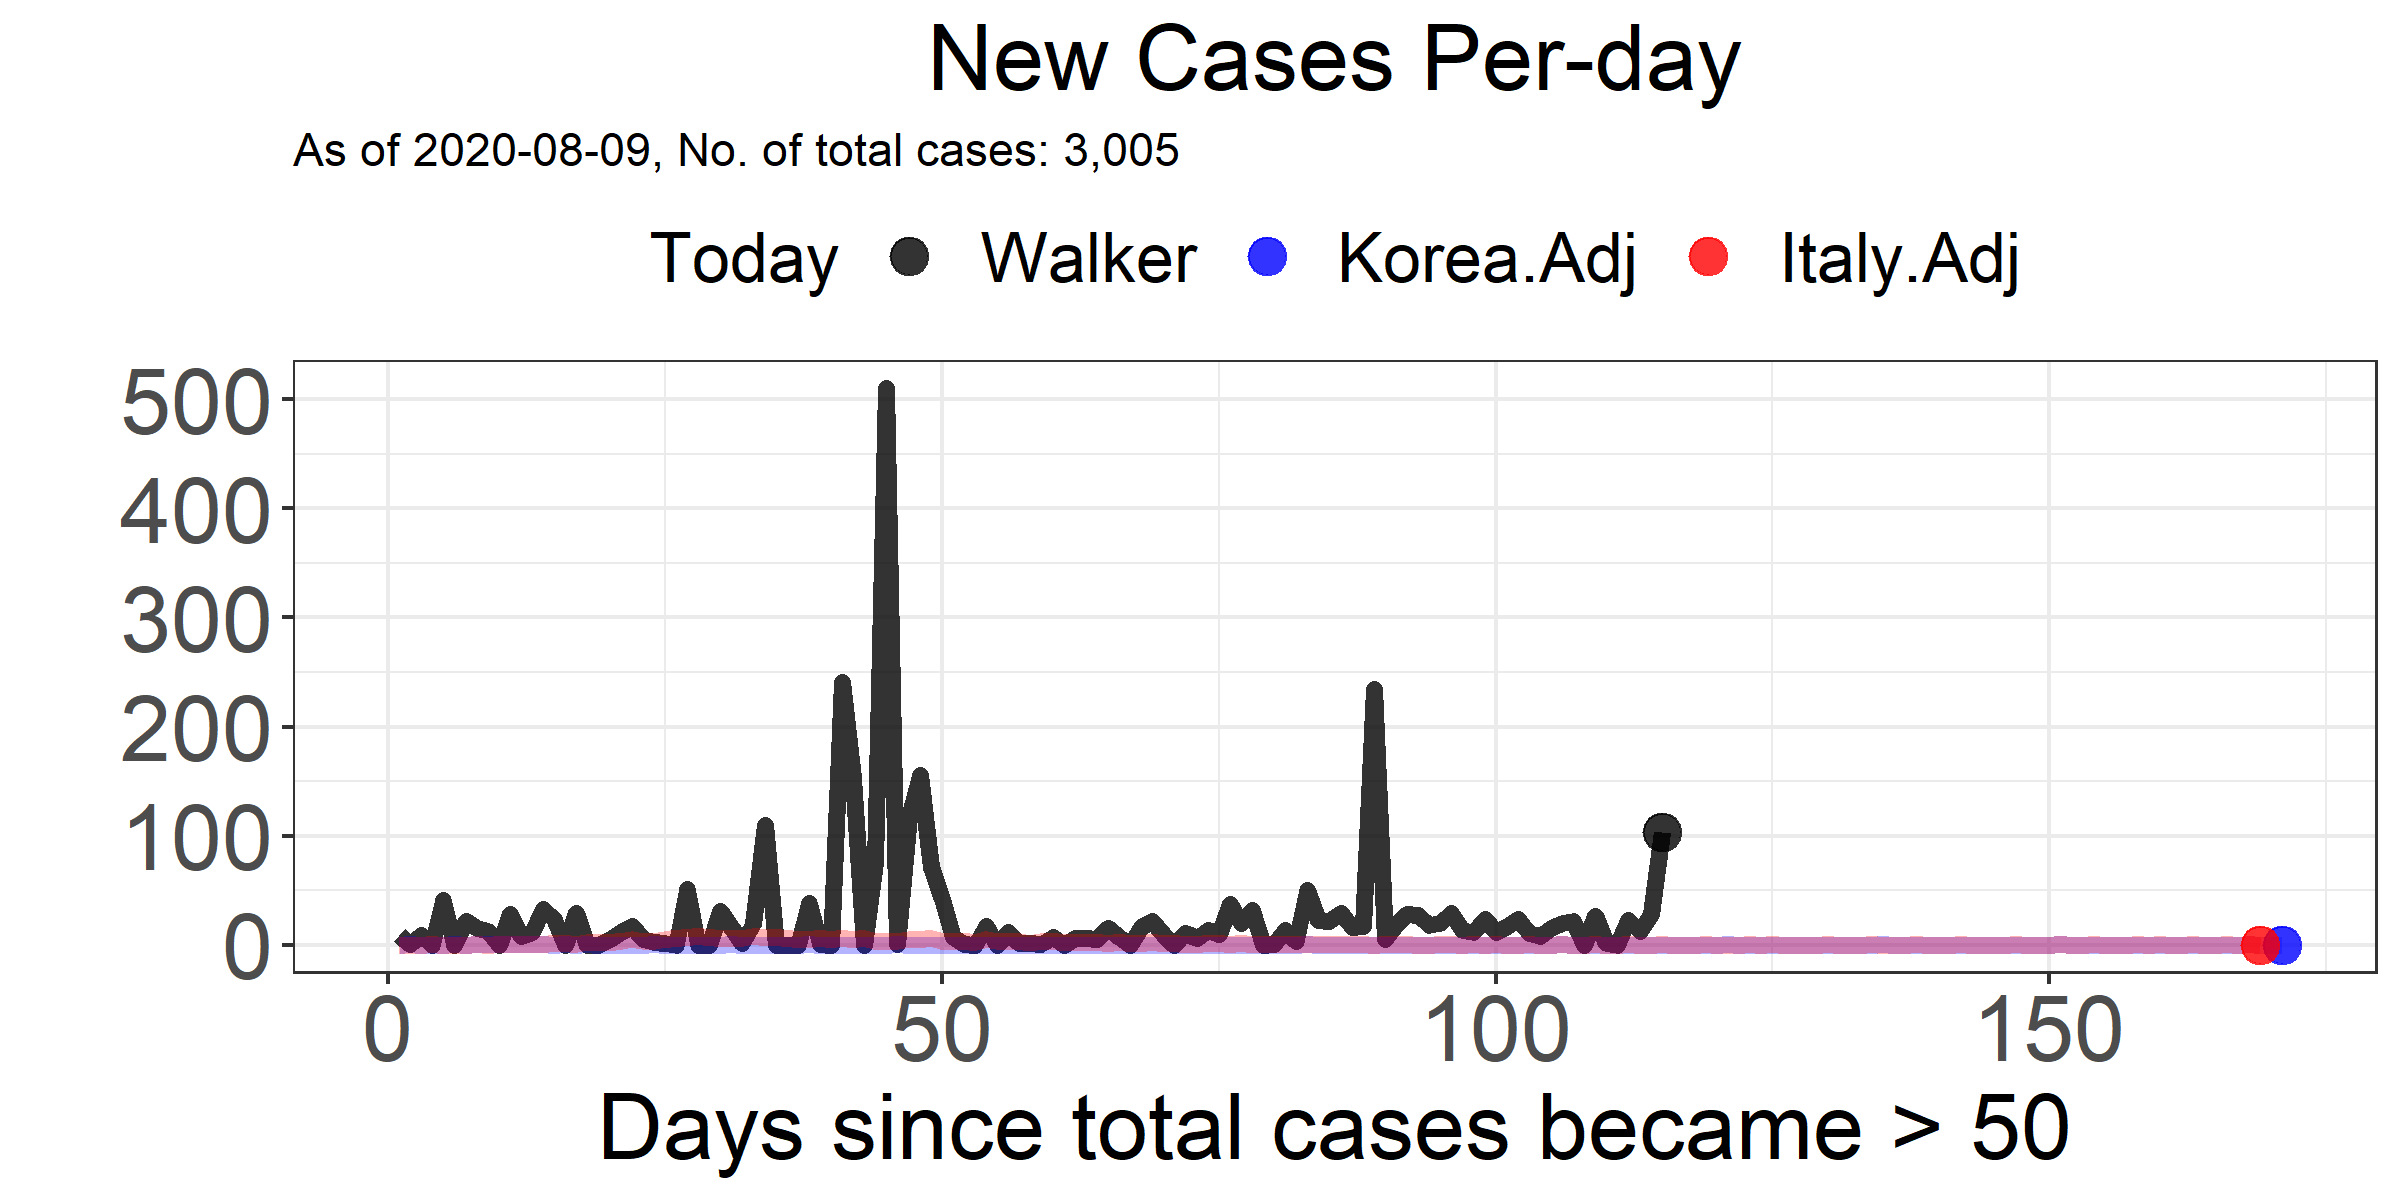 New Cases Per-day
As of 2020-08-09, No. of total cases: 3,005
Today Walker Korea.Adj Italy.Adj
500
400
300
200
100
0
0 50 100 150
Days since total cases became > 50